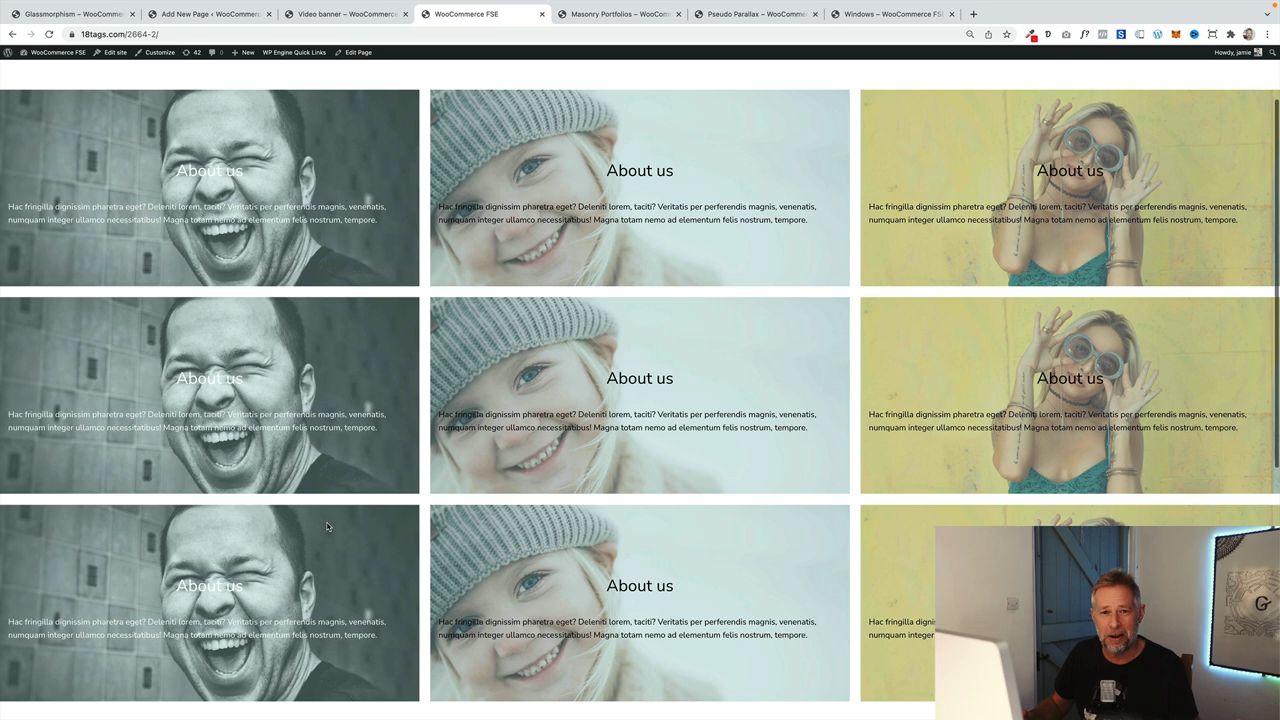 Glassmorphism – WooCommer
Add New Page ‹ WooCommerc
Video banner – WooCommerce
WooCommerce FSE
Masonry Portfolios – WooCom
Pseudo Parallax – WooComme
Windows – WooCommerce FSE
18tags.com/2664-2/
WooCommerce FSE
Edit site
Customize
42
0
New
WP Engine Quick Links
Edit Page
Howdy, jamie
About us
Hac fringilla dignissim pharetra eget? Deleniti lorem, taciti? Veritatis per perferendis magnis, venenatis,
numquam integer ullamco necessitatibus! Magna totam nemo ad elementum felis nostrum, tempore.
About us
Hac fringilla dignissim pharetra eget? Deleniti lorem, taciti? Veritatis per perferendis magnis, venenatis,
numquam integer ullamco necessitatibus! Magna totam nemo ad elementum felis nostrum, tempore.
About us
Hac fringilla dignissim pharetra eget? Deleniti lorem, taciti? Veritatis per perferendis magnis, venenatis,
numquam integer ullamco necessitatibus! Magna totam nemo ad elementum felis nostrum, tempore.
About us
Hac fringilla dignissim pharetra eget? Deleniti lorem, taciti? Veritatis per perferendis magnis, venenatis,
numquam integer ullamco necessitatibus! Magna totam nemo ad elementum felis nostrum, tempore.
About us
Hac fringilla dignissim pharetra eget? Deleniti lorem, taciti? Veritatis per perferendis magnis, venenatis,
numquam integer ullamco necessitatibus! Magna totam nemo ad elementum felis nostrum, tempore.
About us
Hac fringilla dignissim pharetra eget? Deleniti lorem, taciti? Veritatis per perferendis magnis, venenatis,
numquam integer ullamco necessitatibus! Magna totam nemo ad elementum felis nostrum, tempore.
About us
Hac fringilla dignissim pharetra eget? Deleniti lorem, taciti? Veritatis per perferendis magnis, venenatis,
numquam integer ullamco necessitatibus! Magna totam nemo ad elementum felis nostrum, tempore.
About us
Hac fringilla dignissim pharetra eget? Deleniti lorem, taciti? Veritatis per perferendis magnis, venenatis,
numquam integer ullamco necessitatibus! Magna totam nemo ad elementum felis nostrum, tempore.
Hac fringilla dig
numquam integer
G